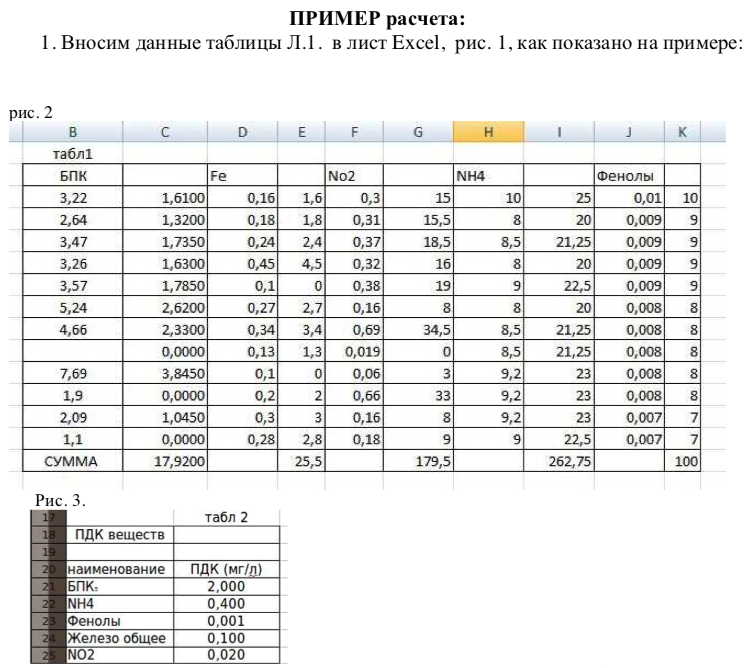 ПРИМЕР расчета:
1. Вносим данные таблицы Л.1. в лист Excel, рис. 1, как показано на примере:
рис. 2
B C D E F G H I J K
табл1
БПК Fe No2 NH4 Фенолы
3,22 1,6100 0,16 1,6 0,3 15 10 25 0,01 10
2,64 1,3200 0,18 1,8 0,31 15,5 8 20 0,009 9
3,47 1,7350 0,24 2,4 0,37 18,5 8,5 21,25 0,009 9
3,26 1,6300 0,45 4,5 0,32 16 8 20 0,009 9
3,57 1,7850 0,1 0 0,38 19 9 22,5 0,009 9
5,24 2,6200 0,27 2,7 0,16 8 8 20 0,008 8
4,66 2,3300 0,34 3,4 0,69 34,5 8,5 21,25 0,008 8
0,0000 0,13 1,3 0,019 0 8,5 21,25 0,008 8
7,69 3,8450 0,1 0 0,06 3 9,2 23 0,008 8
1,9 0,0000 0,2 2 0,66 33 9,2 23 0,008 8
2,09 1,0450 0,3 3 0,16 8 9,2 23 0,007 7
1,1 0,0000 0,28 2,8 0,18 9 9 22,5 0,007 7
СУММА 17,9200 25,5 179,5 262,75 100
Рис. 3.
17 табл 2
18 ПДК веществ
19
20 наименование ПДК (мг/л)
21 БПК₅ 2,000
22 NH4 0,400
23 Фенолы 0,001
24 Железо общее 0,100
25 NO2 0,020